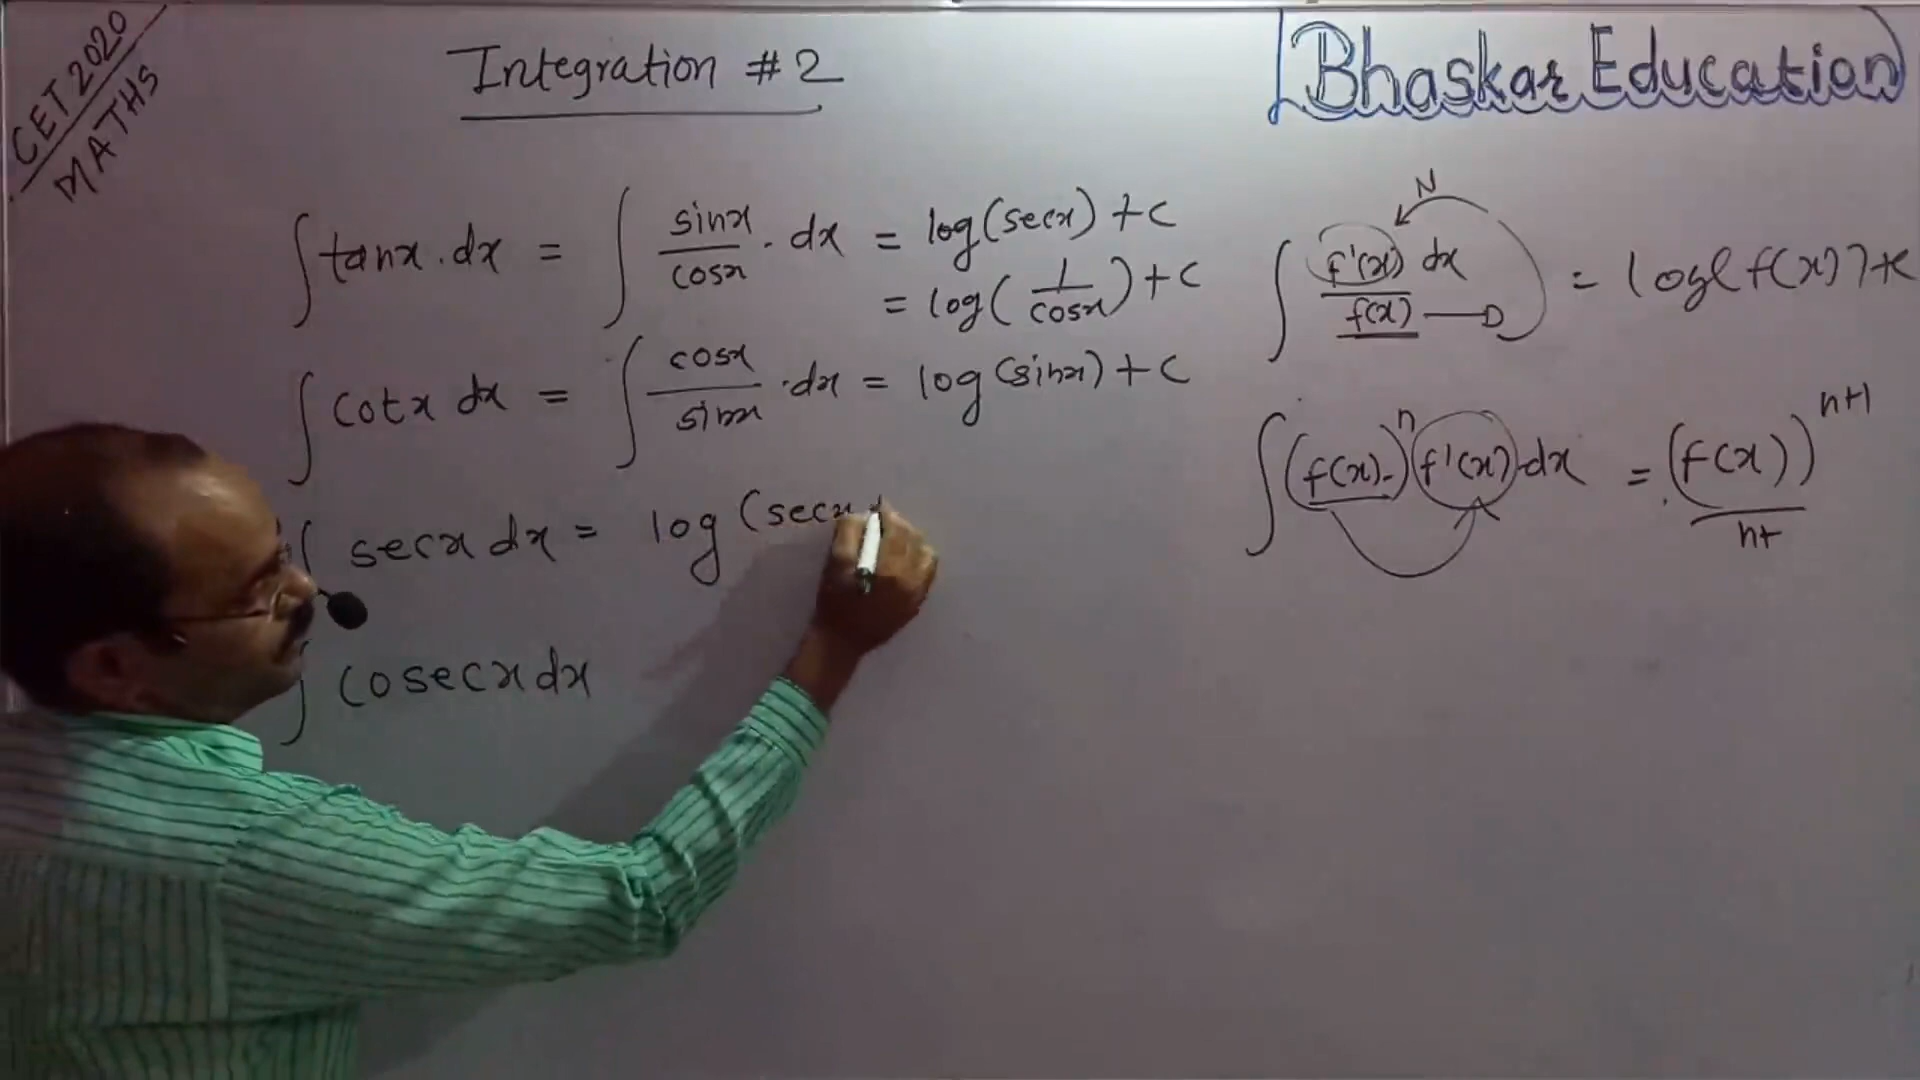 CET 2020
MATHS
Integration #2
Bhaskar Education
∫ tanx . dx = ∫ sinx/cosx . dx = log(secx) + c
= log(1/cosx) + c
∫ cotx dx = ∫ cosx/sinx . dx = log(sinx) + c
∫ secx dx = log(secx
∫ cosecx dx
N
∫ f'(x)/f(x) dx = log(f(x)) + c
D
∫ (f(x).)^n f'(x).dx = (f(x))^n+1 / n+